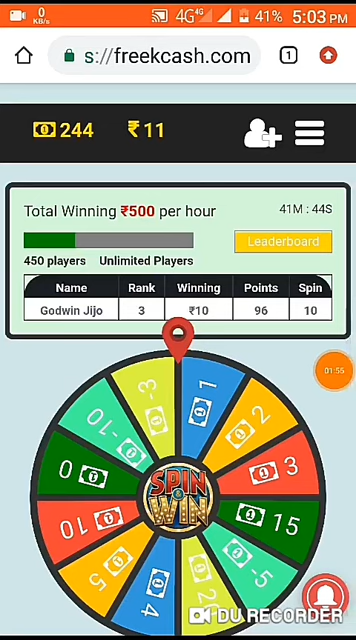 0
KB/s
4G 4G 41% 5:03 PM
s://freekcash.com
1
244
₹ 11
Total Winning ₹500 per hour
41M : 44S
Leaderboard
450 players Unlimited Players
Name Rank Winning Points Spin
Godwin Jijo 3 ₹10 96 10
01:55
-3
1
-10
2
0
3
SPIN
&
WIN
10
15
5
-5
4
DU RECORDER